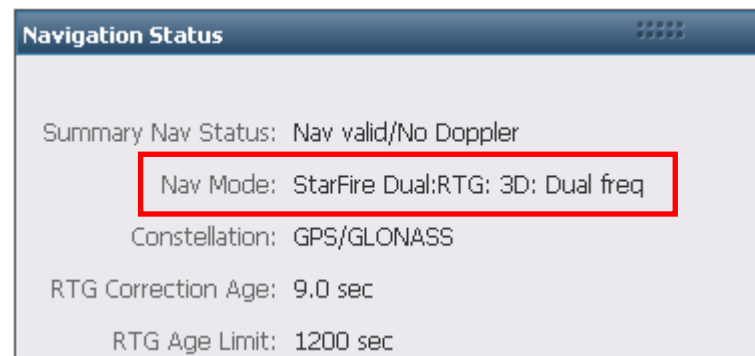 Navigation Status
Summary Nav Status: Nav valid/No Doppler
Nav Mode: StarFire Dual:RTG: 3D: Dual freq
Constellation: GPS/GLONASS
RTG Correction Age: 9.0 sec
RTG Age Limit: 1200 sec